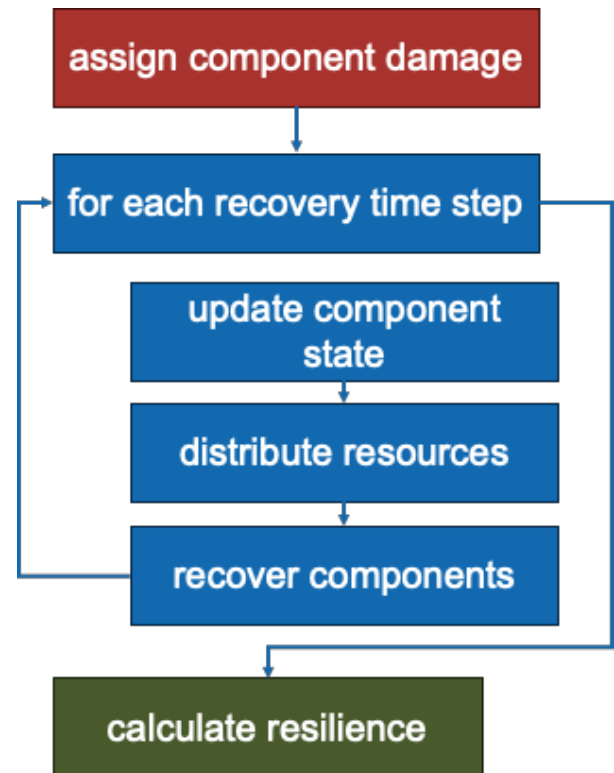 assign component damage
for each recovery time step
update component
state
distribute resources
recover components
calculate resilience